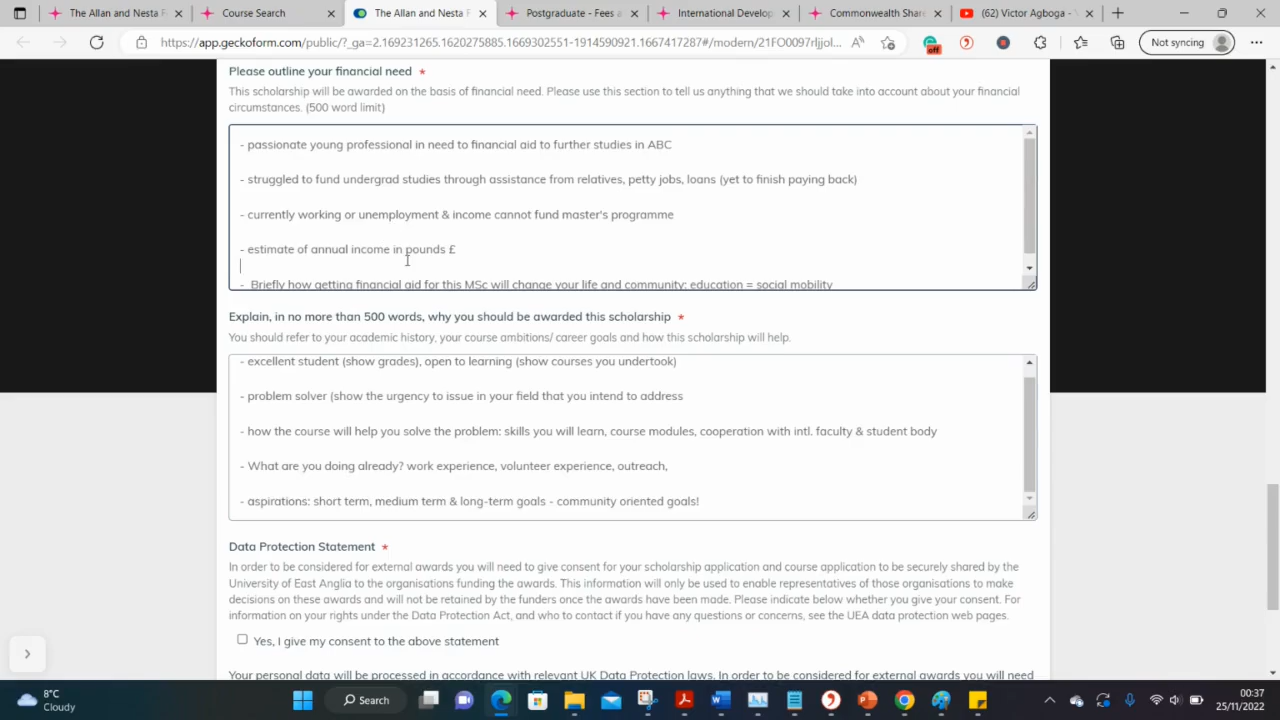 The Allan and Nesta F
Course Search
The Allan and Nesta F
Postgraduate - Fees a
International Develop
Commonwealth Shar
(62) Victor Agboga -
https://app.geckoform.com/public/?_ga=2.169231265.1620275885.1669302551-1914590921.1667417287#/modern/21FO0097rljjol...
off
Not syncing
Please outline your financial need *
This scholarship will be awarded on the basis of financial need. Please use this section to tell us anything that we should take into account about your financial
circumstances. (500 word limit)
- passionate young professional in need to financial aid to further studies in ABC
- struggled to fund undergrad studies through assistance from relatives, petty jobs, loans (yet to finish paying back)
- currently working or unemployment & income cannot fund master's programme
- estimate of annual income in pounds £
- Briefly how getting financial aid for this MSc will change your life and community: education = social mobility
Explain, in no more than 500 words, why you should be awarded this scholarship *
You should refer to your academic history, your course ambitions/ career goals and how this scholarship will help.
- excellent student (show grades), open to learning (show courses you undertook)
- problem solver (show the urgency to issue in your field that you intend to address
- how the course will help you solve the problem: skills you will learn, course modules, cooperation with intl. faculty & student body
- What are you doing already? work experience, volunteer experience, outreach,
- aspirations: short term, medium term & long-term goals - community oriented goals!
Data Protection Statement *
In order to be considered for external awards you will need to give consent for your scholarship application and course application to be securely shared by the
University of East Anglia to the organisations funding the awards. This information will only be used to enable representatives of those organisations to make
decisions on these awards and will not be retained by the funders once the awards have been made. Please indicate below whether you give your consent. For
information on your rights under the Data Protection Act, and who to contact if you have any questions or concerns, see the UEA data protection web pages.
Yes, I give my consent to the above statement
Your personal data will be processed in accordance with relevant UK Data Protection laws. In order to be considered for external awards you will need
8°C
Cloudy
Search
00:37
25/11/2022